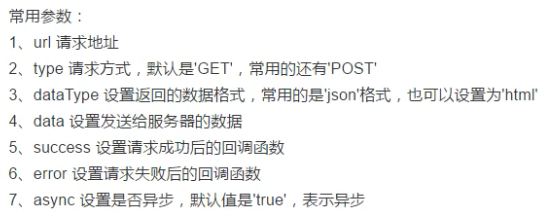 常用参数：
1、url 请求地址
2、type 请求方式，默认是'GET'，常用的还有'POST'
3、dataType 设置返回的数据格式，常用的是'json'格式，也可以设置为'html'
4、data 设置发送给服务器的数据
5、success 设置请求成功后的回调函数
6、error 设置请求失败后的回调函数
7、async 设置是否异步，默认值是'true'，表示异步